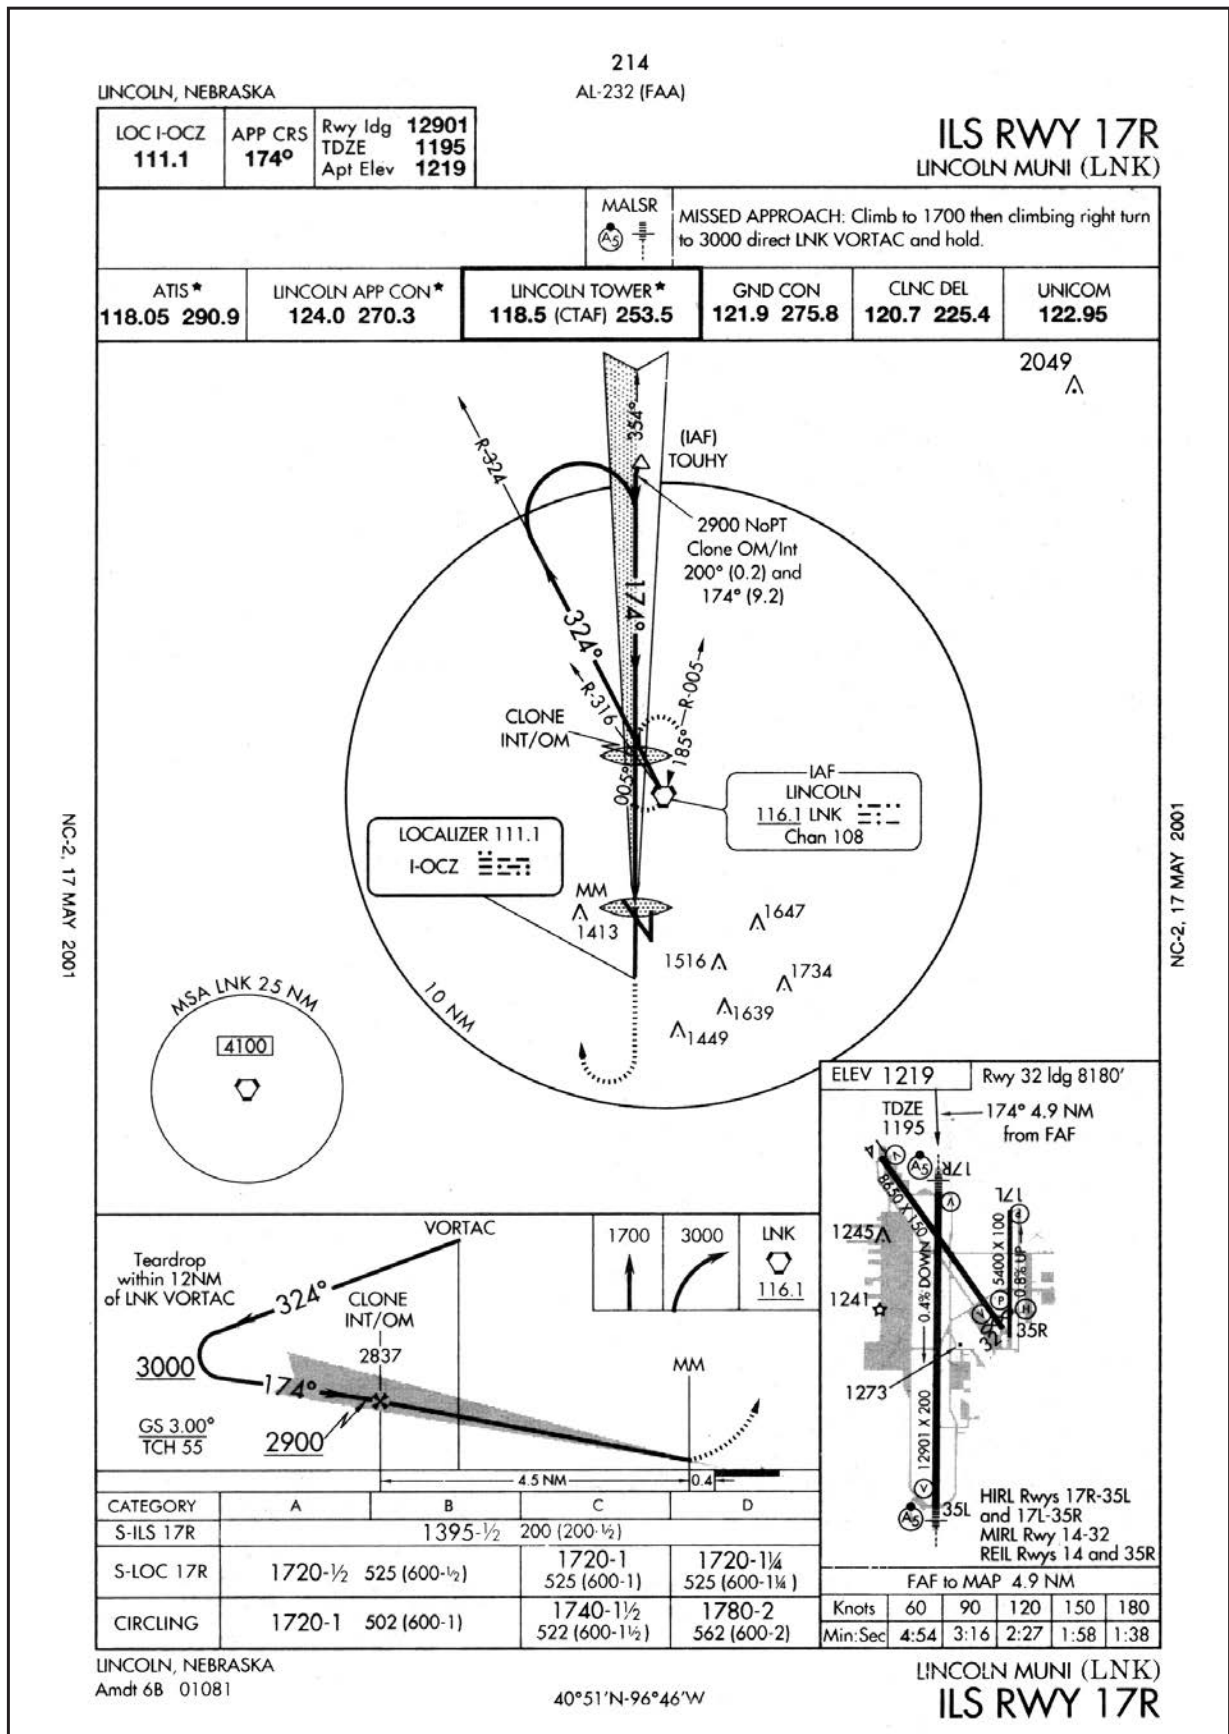 214
LINCOLN, NEBRASKA
AL-232 (FAA)
LOC I-OCZ
111.1
APP CRS
174°
Rwy ldg 12901
TDZE 1195
Apt Elev 1219
ILS RWY 17R
LINCOLN MUNI (LNK)
MALSR
A5
MISSED APPROACH: Climb to 1700 then climbing right turn
to 3000 direct LNK VORTAC and hold.
ATIS★
118.05 290.9
LINCOLN APP CON★
124.0 270.3
LINCOLN TOWER★
118.5 (CTAF) 253.5
GND CON
121.9 275.8
CLNC DEL
120.7 225.4
UNICOM
122.95
2049
R-324
354°
(IAF)
TOUHY
2900 NoPT
Clone OM/Int
200° (0.2) and
174° (9.2)
174°
324°
R-316
R-005
185°
005°
CLONE
INT/OM
IAF
LINCOLN
116.1 LNK
Chan 108
LOCALIZER 111.1
I-OCZ
MM
1413
1647
1516
1734
1639
1449
10 NM
MSA LNK 25 NM
4100
NC-2, 17 MAY 2001
NC-2, 17 MAY 2001
ELEV 1219
Rwy 32 ldg 8180'
TDZE
1195
174° 4.9 NM
from FAF
A5
17R
17L
V
V
P
8650 X 150
5400 X 100
0.8% UP
0.4% DOWN
12901 X 200
1245
1241
1273
P
V
H
32
35R
V
A5
35L
HIRL Rwys 17R-35L
and 17L-35R
MIRL Rwy 14-32
REIL Rwys 14 and 35R
Teardrop
within 12NM
of LNK VORTAC
VORTAC
324°
CLONE
INT/OM
2837
3000
174°
GS 3.00°
TCH 55
2900
MM
4.5 NM
0.4
1700
3000
LNK
116.1
CATEGORY A B C D
S-ILS 17R 1395-½ 200 (200-½)
S-LOC 17R 1720-½ 525 (600-½)
1720-1
525 (600-1)
1720-1¼
525 (600-1¼)
CIRCLING 1720-1 502 (600-1)
1740-1½
522 (600-1½)
1780-2
562 (600-2)
FAF to MAP 4.9 NM
Knots 60 90 120 150 180
Min:Sec 4:54 3:16 2:27 1:58 1:38
LINCOLN, NEBRASKA
Amdt 6B 01081
40°51'N-96°46'W
LINCOLN MUNI (LNK)
ILS RWY 17R